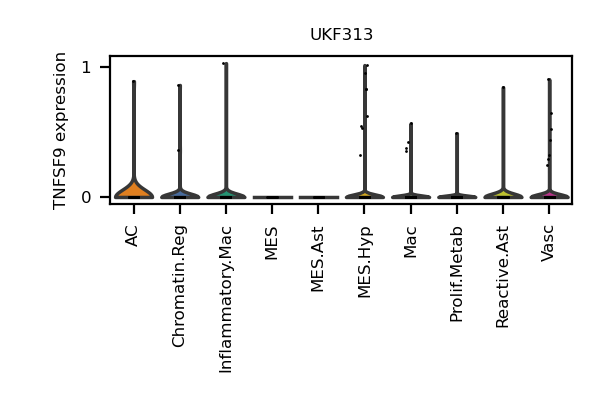 UKF313
TNFSF9 expression
1
0
AC
Chromatin.Reg
Inflammatory.Mac
MES
MES.Ast
MES.Hyp
Mac
Prolif.Metab
Reactive.Ast
Vasc